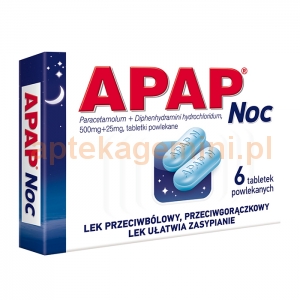 APAP®
Noc
Paracetamolum + Diphenhydramini hydrochloridum,
500mg+25mg, tabletki powlekane
APAP Noc
6 tabletek
powlekanych
LEK PRZECIWBÓLOWY, PRZECIWGORĄCZKOWY
LEK UŁATWIA ZASYPIANIE